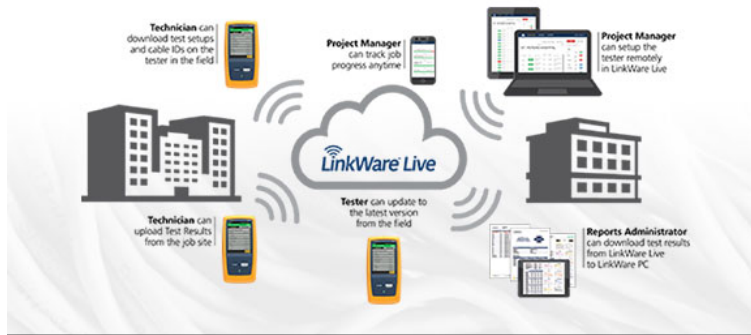 Technician can
download test setups
and cable IDs on the
tester in the field
Project Manager
can track job
progress anytime
Project Manager
can setup the
tester remotely
in LinkWare Live
LinkWare Live
Technician can
upload Test Results
from the job site
Tester can update to
the latest version
from the field
Reports Administrator
can download test results
from LinkWare Live
to LinkWare PC